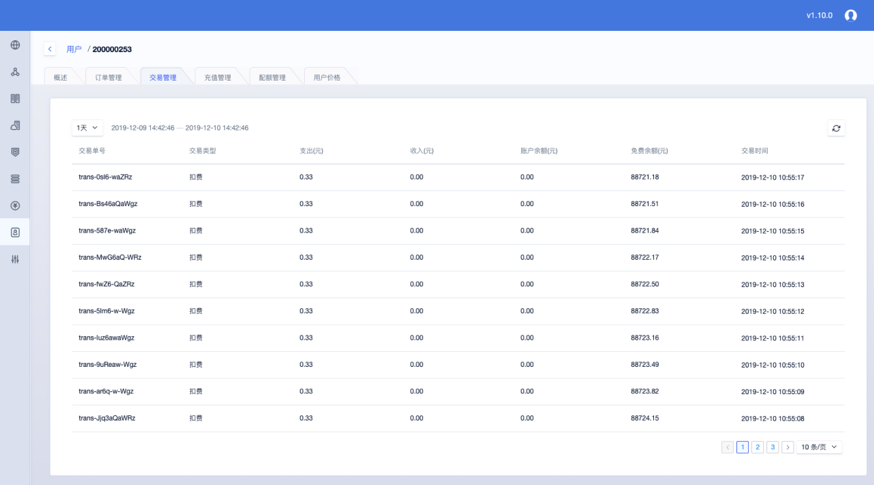 v1.10.0
用户 / 200000253
概述 订单管理 交易管理 充值管理 配额管理 用户价格
1天 2019-12-09 14:42:46 — 2019-12-10 14:42:46
交易单号 交易类型 支出(元) 收入(元) 账户余额(元) 免费余额(元) 交易时间
trans-0sI6-waZRz 扣费 0.33 0.00 0.00 88721.18 2019-12-10 10:55:17
trans-Bs46aQaWgz 扣费 0.33 0.00 0.00 88721.51 2019-12-10 10:55:16
trans-587e-waWgz 扣费 0.33 0.00 0.00 88721.84 2019-12-10 10:55:15
trans-MwG6aQ-WRz 扣费 0.33 0.00 0.00 88722.17 2019-12-10 10:55:14
trans-fwZ6-QaZRz 扣费 0.33 0.00 0.00 88722.50 2019-12-10 10:55:13
trans-5lm6-w-Wgz 扣费 0.33 0.00 0.00 88722.83 2019-12-10 10:55:12
trans-luz6awaWgz 扣费 0.33 0.00 0.00 88723.16 2019-12-10 10:55:11
trans-9uReaw-Wgz 扣费 0.33 0.00 0.00 88723.49 2019-12-10 10:55:10
trans-ar6q-w-Wgz 扣费 0.33 0.00 0.00 88723.82 2019-12-10 10:55:09
trans-Jjq3aQaWRz 扣费 0.33 0.00 0.00 88724.15 2019-12-10 10:55:08
1 2 3 10 条/页